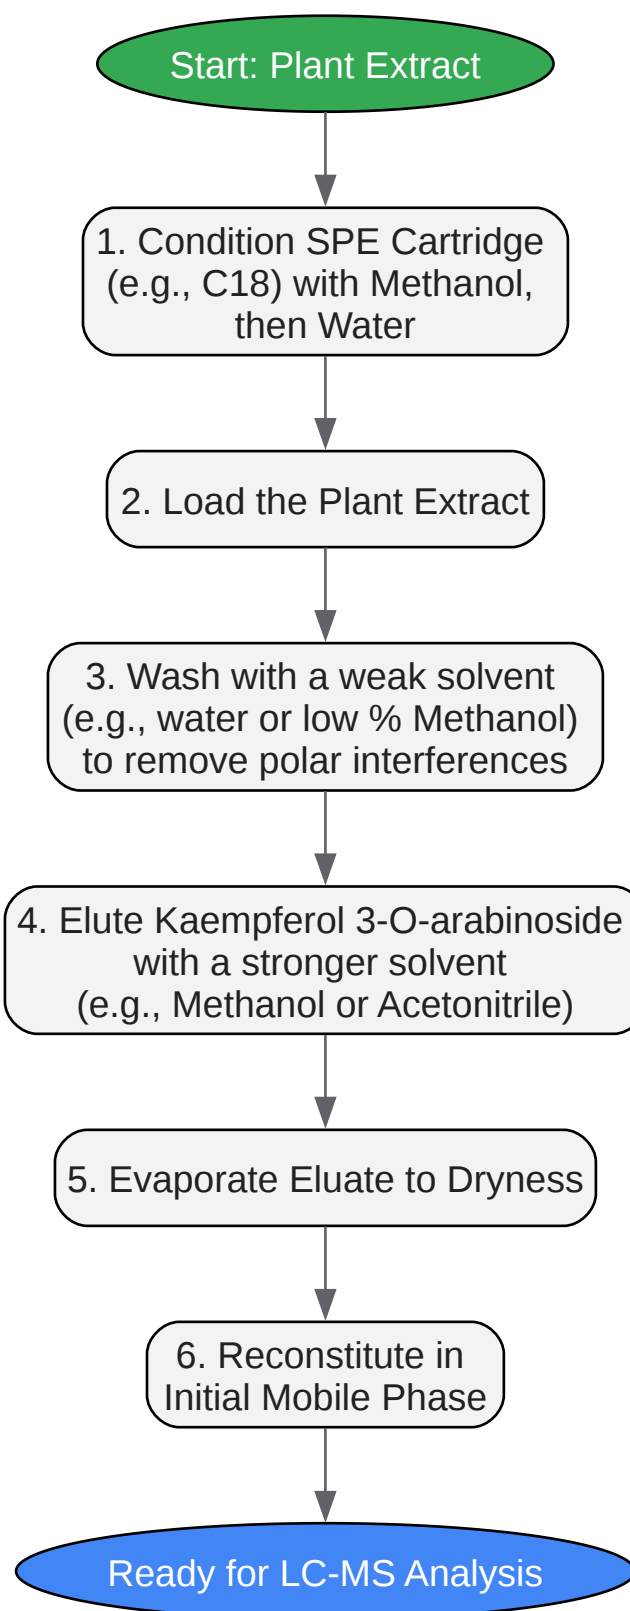 Start: Plant Extract
1. Condition SPE Cartridge
(e.g., C18) with Methanol,
then Water
2. Load the Plant Extract
3. Wash with a weak solvent
(e.g., water or low % Methanol)
to remove polar interferences
4. Elute Kaempferol 3-O-arabinoside
with a stronger solvent
(e.g., Methanol or Acetonitrile)
5. Evaporate Eluate to Dryness
6. Reconstitute in
Initial Mobile Phase
Ready for LC-MS Analysis